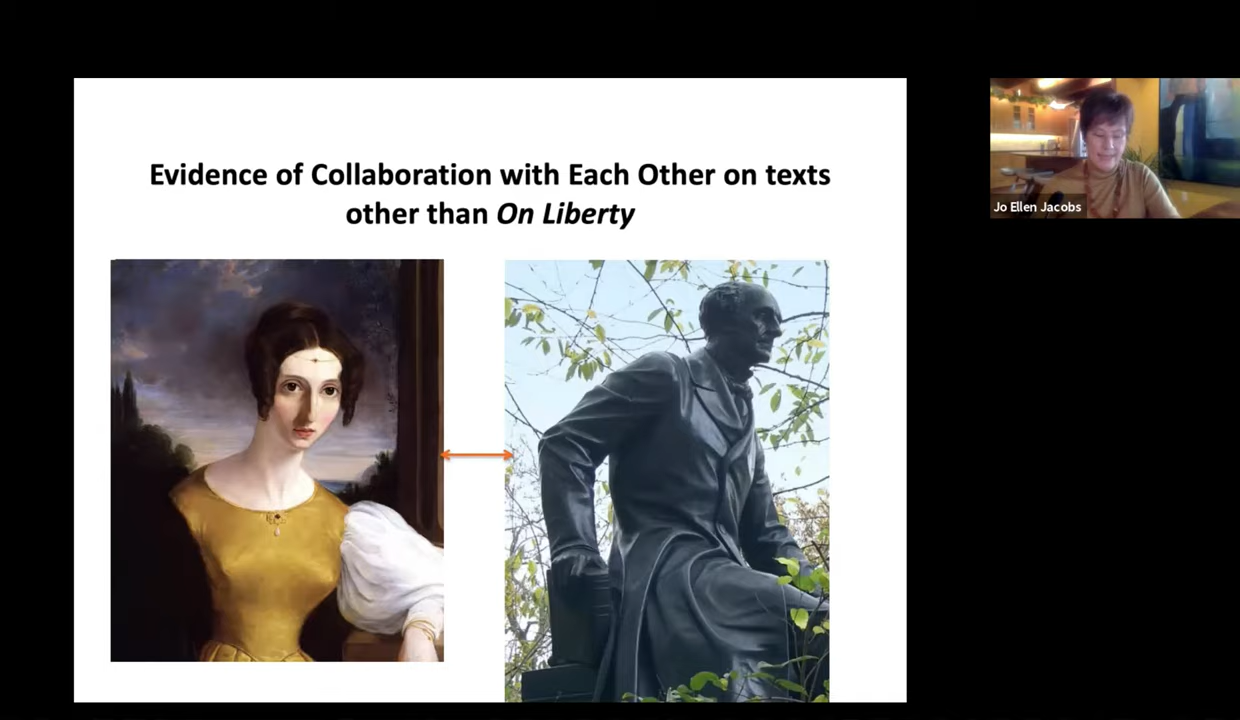 Evidence of Collaboration with Each Other on texts
other than On Liberty
Jo Ellen Jacobs